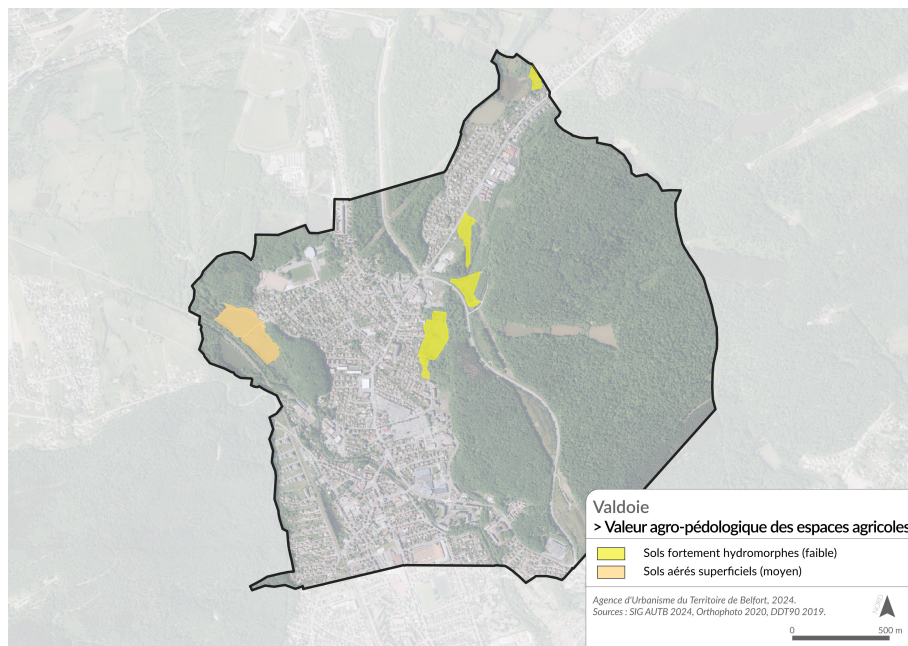 Valdoie
> Valeur agro-pédologique des espaces agricoles
Sols fortement hydromorphes (faible)
Sols aérés superficiels (moyen)
Agence d'Urbanisme du Territoire de Belfort, 2024.
Sources : SIG AUTB 2024, Orthophoto 2020, DDT90 2019.
NORD
0 500 m